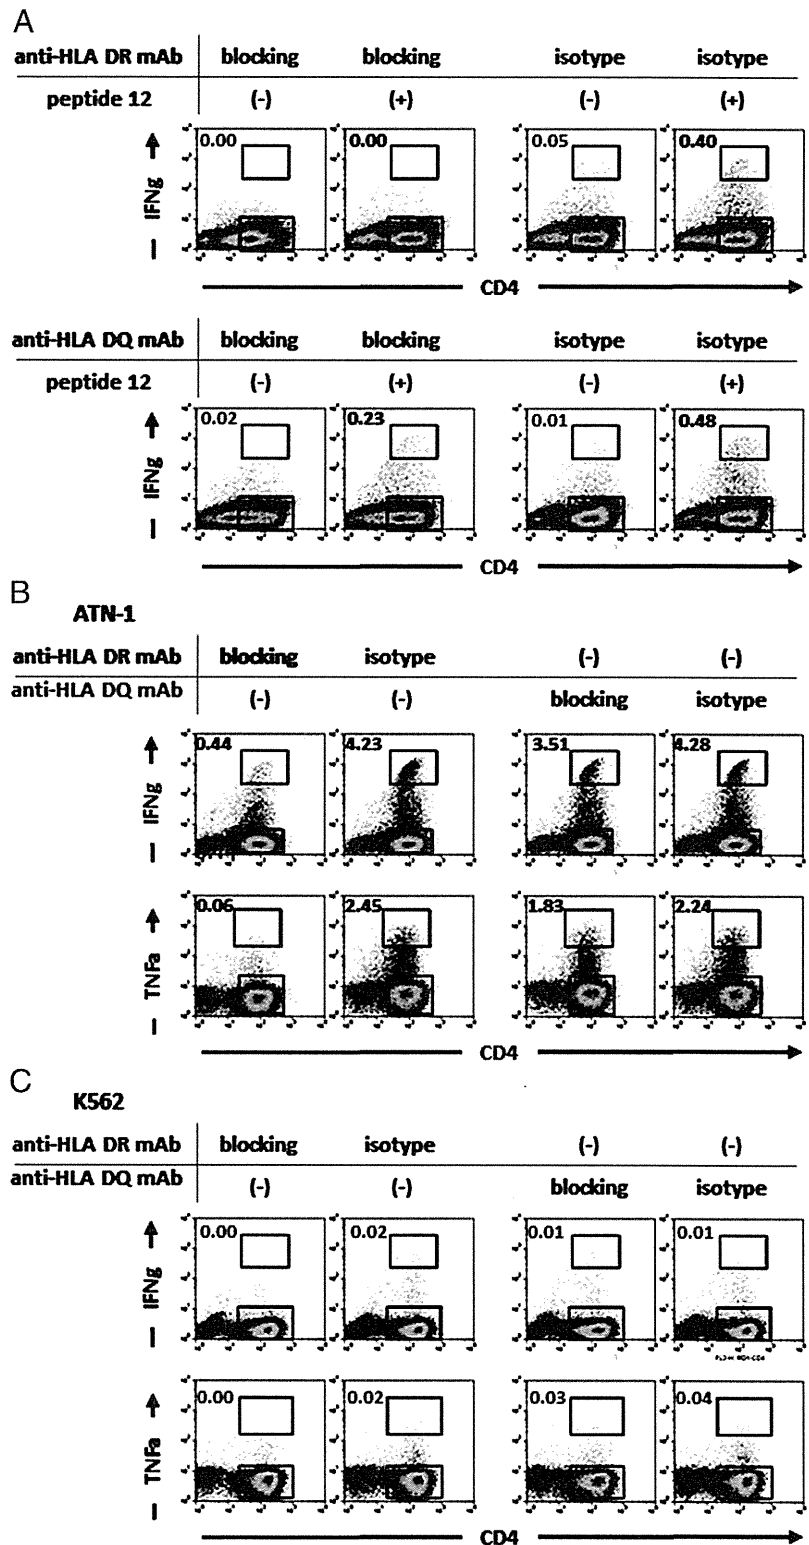 A
anti-HLA DR mAb blocking blocking isotype isotype
peptide 12 (-) (+) (-) (+)
IFNg 0.00 0.00 0.05 0.40
CD4
anti-HLA DQ mAb blocking blocking isotype isotype
peptide 12 (-) (+) (-) (+)
IFNg 0.02 0.23 0.01 0.48
CD4
B
ATN-1
anti-HLA DR mAb blocking isotype (-) (-)
anti-HLA DQ mAb (-) (-) blocking isotype
IFNg 0.44 4.23 3.51 4.28
TNFa 0.06 2.45 1.83 2.24
CD4
C
K562
anti-HLA DR mAb blocking isotype (-) (-)
anti-HLA DQ mAb (-) (-) blocking isotype
IFNg 0.00 0.02 0.01 0.01
TNFa 0.00 0.02 0.03 0.04
CD4